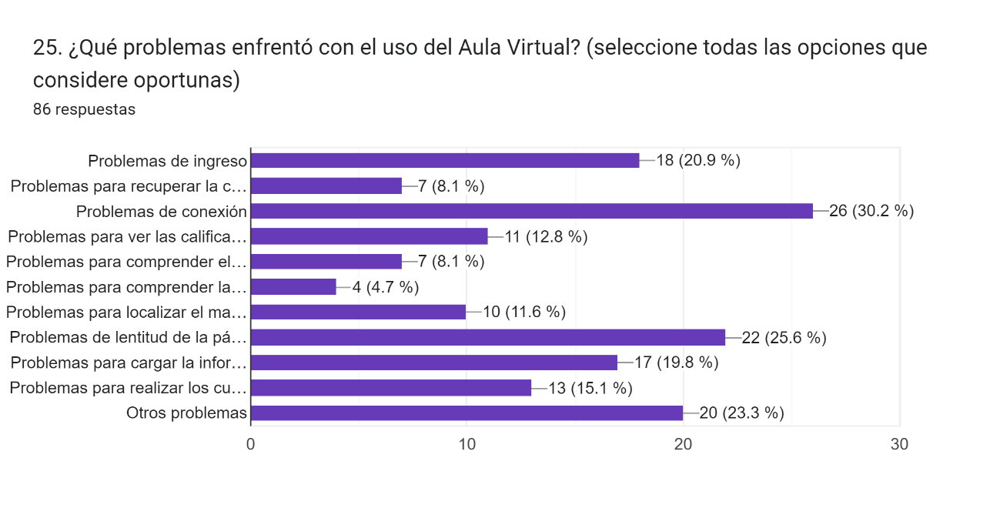 25. ¿Qué problemas enfrentó con el uso del Aula Virtual? (seleccione todas las opciones que
considere oportunas)
86 respuestas
Problemas de ingreso 18 (20.9 %)
Problemas para recuperar la c… 7 (8.1 %)
Problemas de conexión 26 (30.2 %)
Problemas para ver las califica… 11 (12.8 %)
Problemas para comprender el… 7 (8.1 %)
Problemas para comprender la… 4 (4.7 %)
Problemas para localizar el ma… 10 (11.6 %)
Problemas de lentitud de la pá… 22 (25.6 %)
Problemas para cargar la infor… 17 (19.8 %)
Problemas para realizar los cu… 13 (15.1 %)
Otros problemas 20 (23.3 %)
0 10 20 30